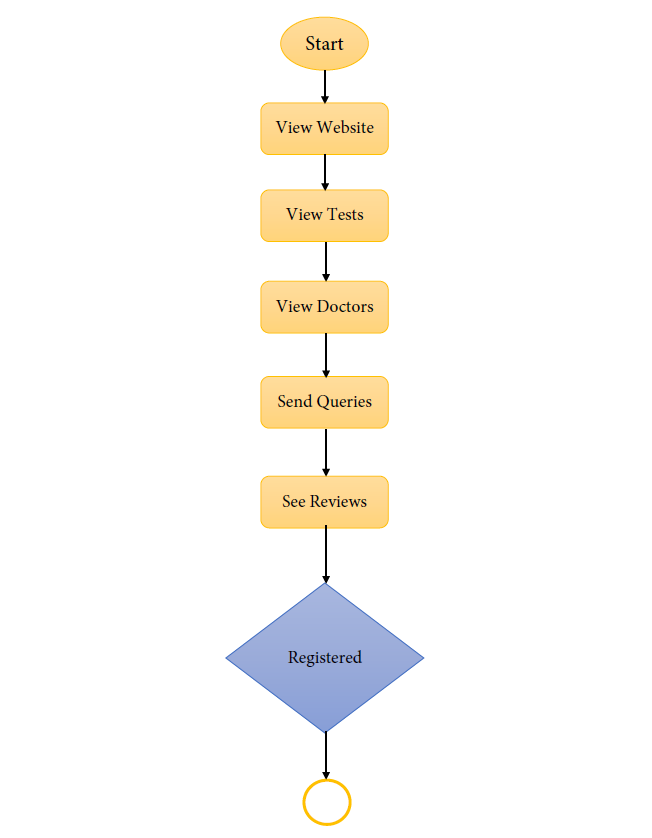 Start
View Website
View Tests
View Doctors
Send Queries
See Reviews
Registered